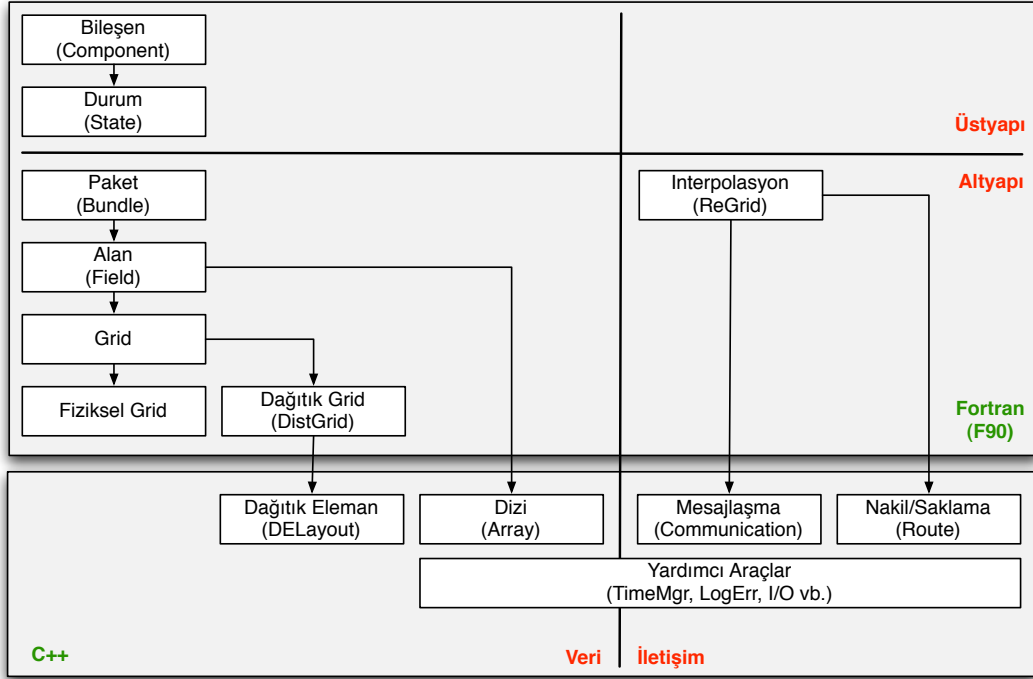 Bileşen
(Component)
Durum
(State)
Üstyapı
Paket
(Bundle)
Interpolasyon
(ReGrid)
Altyapı
Alan
(Field)
Grid
Fiziksel Grid
Dağıtık Grid
(DistGrid)
Fortran
(F90)
Dağıtık Eleman
(DELayout)
Dizi
(Array)
Mesajlaşma
(Communication)
Nakil/Saklama
(Route)
Yardımcı Araçlar
(TimeMgr, LogErr, I/O vb.)
C++
Veri
İletişim